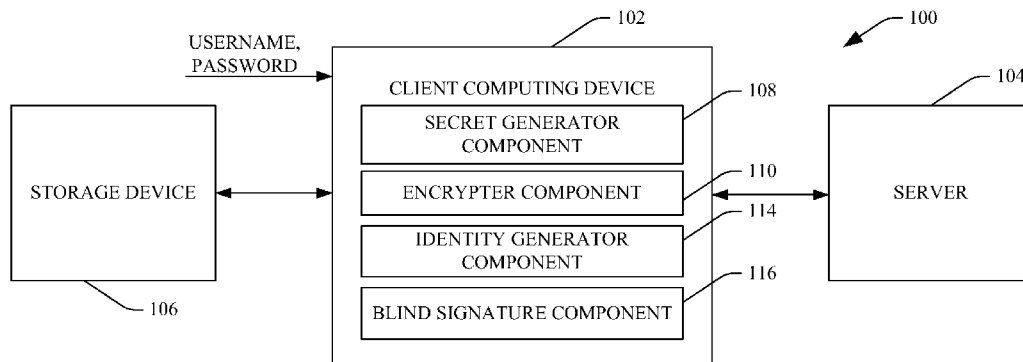 102
100
USERNAME,
PASSWORD
104
CLIENT COMPUTING DEVICE
108
SECRET GENERATOR
COMPONENT
STORAGE DEVICE
ENCRYPTER COMPONENT
110
SERVER
114
IDENTITY GENERATOR
COMPONENT
116
BLIND SIGNATURE COMPONENT
106